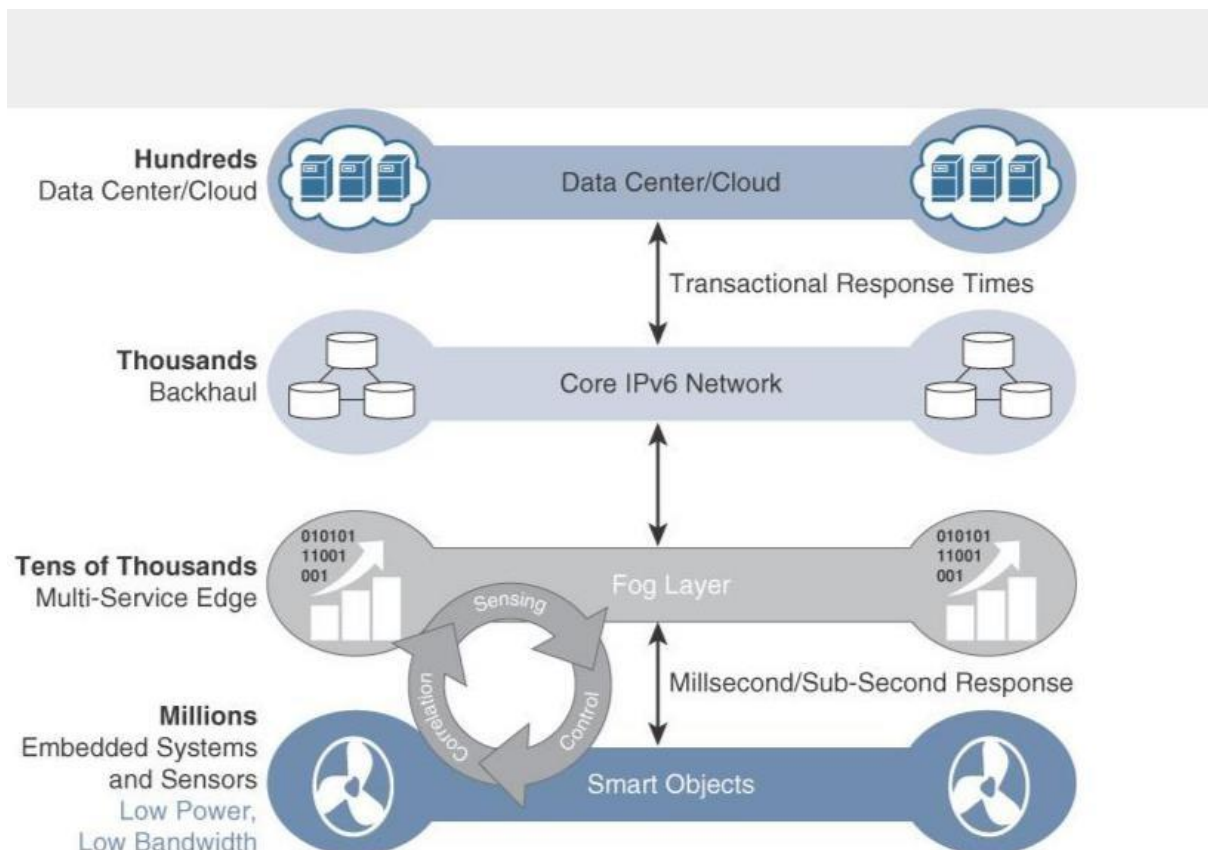 Hundreds
Data Center/Cloud
Data Center/Cloud
Transactional Response Times
Thousands
Backhaul
Core IPv6 Network
010101
11001
001
010101
11001
001
Tens of Thousands
Multi-Service Edge
Fog Layer
Sensing
Control
Correlation
Millsecond/Sub-Second Response
Millions
Embedded Systems
and Sensors
Low Power,
Low Bandwidth
Smart Objects